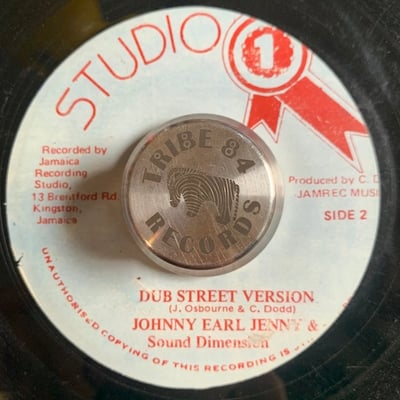 STUDIO 1
Recorded by
Jamaica
Recording
Studio,
13 Brentford Rd.
Kingston,
Jamaica
TRIBE 84
RECORDS
Produced by C. D
JAMREC MUSI
SIDE 2
DUB STREET VERSION
(J. Osbourne & C. Dodd)
JOHNNY EARL JENNY &
Sound Dimension
UNAUTHORISED COPYING OF THIS RECORDING IS